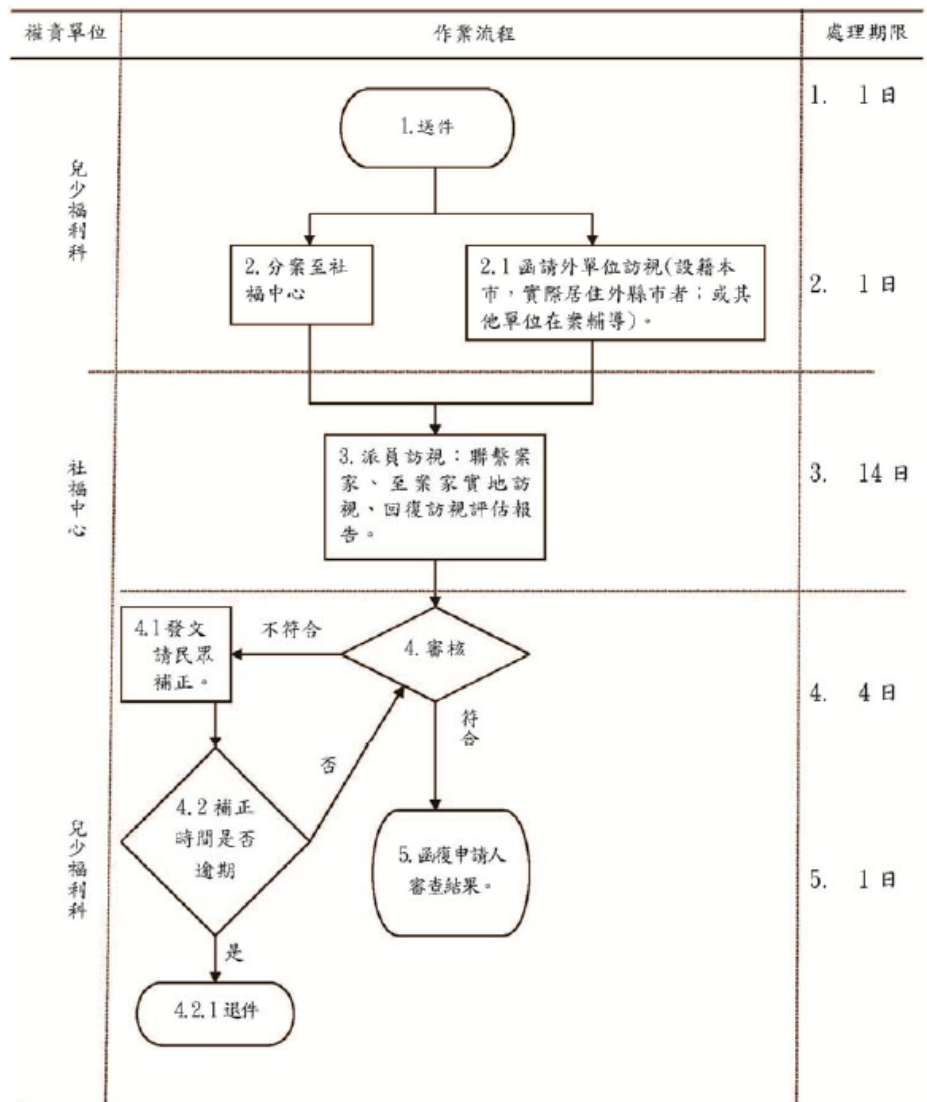 權責單位
作業流程
處理期限
兒少福利科
1.送件
1. 1日
2.分案至社
福中心
2.1 函請外單位訪視(設籍本
市，實際居住外縣市者；或其
他單位在案輔導)。
2. 1日
社福中心
3.派員訪視：聯繫案
家、至案家實地訪
視、回復訪視評估報
告。
3. 14日
兒少福利科
4.審核
不符合
4.1發文
請民眾
補正。
符合
4. 4日
否
4.2補正
時間是否
逾期
5.函復申請人
審查結果。
5. 1日
是
4.2.1退件